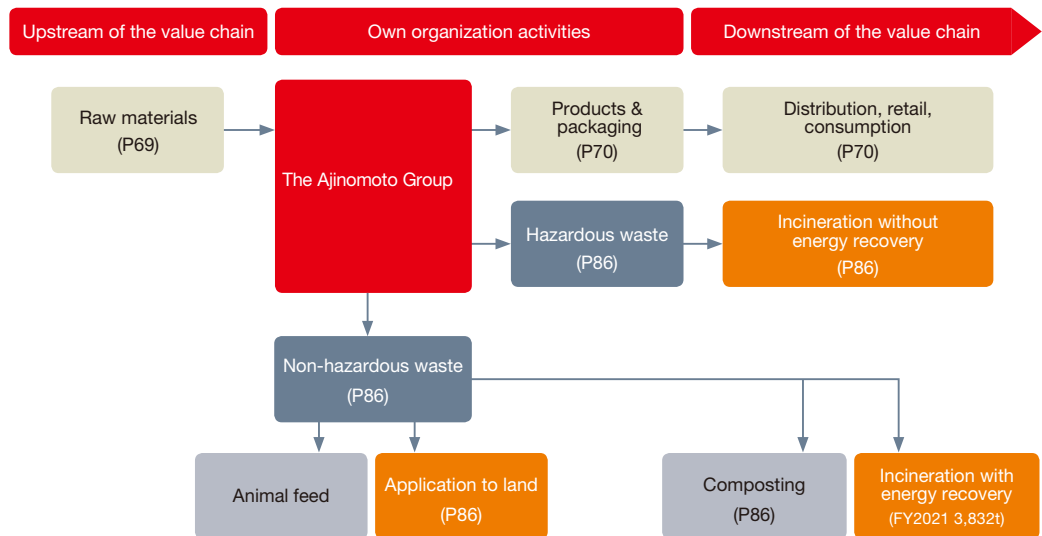 Upstream of the value chain
Own organization activities
Downstream of the value chain
Raw materials
(P69)
The Ajinomoto Group
Products &
packaging
(P70)
Distribution, retail,
consumption
(P70)
Hazardous waste
(P86)
Incineration without
energy recovery
(P86)
Non-hazardous waste
(P86)
Animal feed
Application to land
(P86)
Composting
(P86)
Incineration with
energy recovery
(FY2021 3,832t)